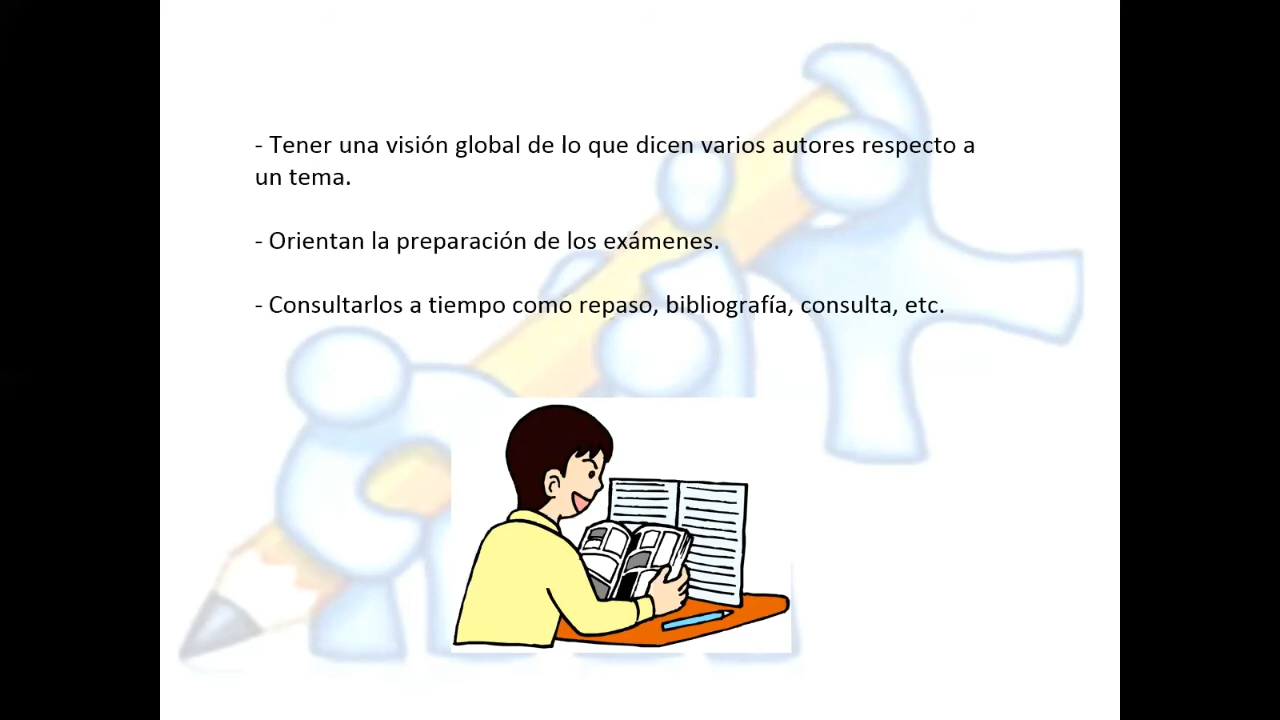 - Tener una visión global de lo que dicen varios autores respecto a
un tema.
- Orientan la preparación de los exámenes.
- Consultarlos a tiempo como repaso, bibliografía, consulta, etc.